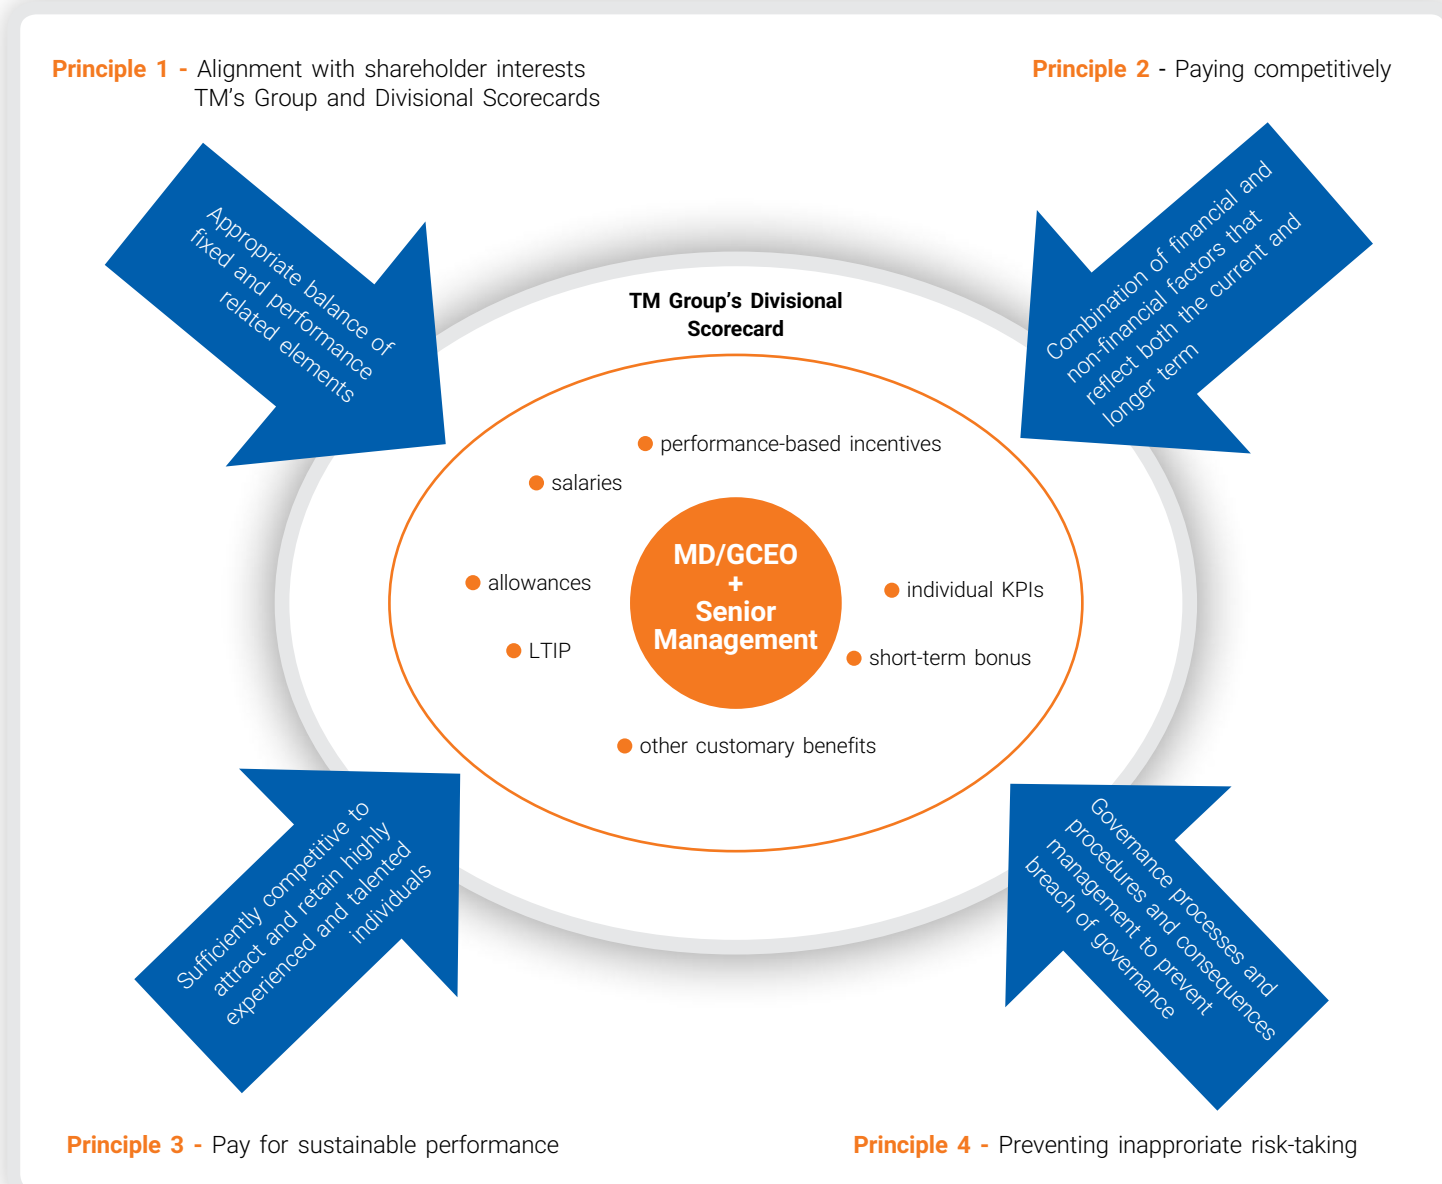 Principle 1 - Alignment with shareholder interests
TM's Group and Divisional Scorecards
Principle 2 - Paying competitively
Appropriate balance of
fixed and performance
related elements
Combination of financial and
non-financial factors that
reflect both the current and
longer term
TM Group's Divisional
Scorecard
performance-based incentives
salaries
allowances
LTIP
MD/GCEO
+
Senior
Management
individual KPIs
short-term bonus
other customary benefits
Sufficiently competitive to
attract and retain highly
experienced and talented
individuals
Governance processes and
procedures and consequences
management to prevent
breach of governance
Principle 3 - Pay for sustainable performance
Principle 4 - Preventing inapproriate risk-taking